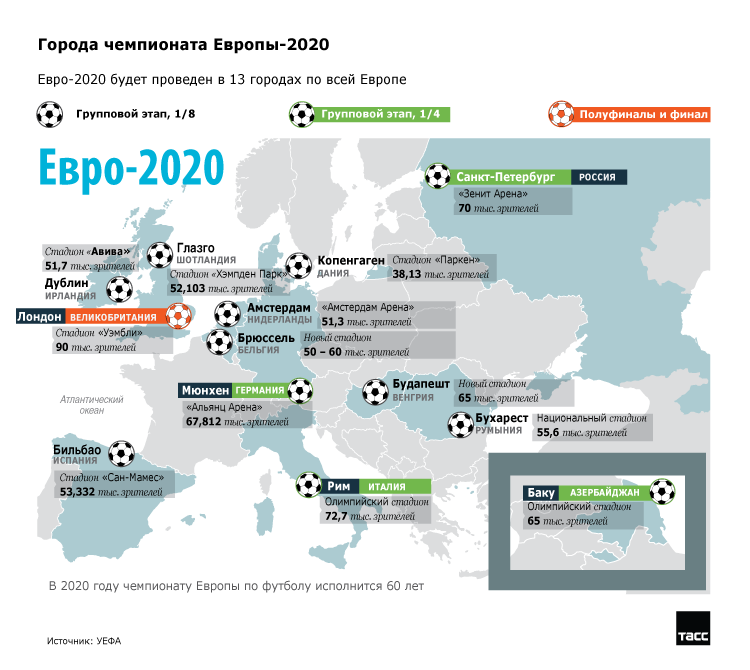 Города чемпионата Европы-2020
Евро-2020 будет проведен в 13 городах по всей Европе
Групповой этап, 1/8
Групповой этап, 1/4
Полуфиналы и финал
Евро-2020
Санкт-Петербург РОССИЯ
«Зенит Арена»
70 тыс. зрителей
Стадион «Авива»
51,7 тыс. зрителей
Дублин
ИРЛАНДИЯ
Глазго
ШОТЛАНДИЯ
Стадион «Хэмпден Парк»
52,103 тыс. зрителей
Копенгаген
ДАНИЯ
Стадион «Паркен»
38,13 тыс. зрителей
Лондон ВЕЛИКОБРИТАНИЯ
Стадион «Уэмбли»
90 тыс. зрителей
Амстердам
НИДЕРЛАНДЫ
«Амстердам Арена»
51,3 тыс. зрителей
Брюссель
БЕЛЬГИЯ
Новый стадион
50 – 60 тыс. зрителей
Мюнхен ГЕРМАНИЯ
«Альянц Арена»
67,812 тыс. зрителей
Будапешт
ВЕНГРИЯ
Новый стадион
65 тыс. зрителей
Атлантический
океан
Бухарест
РУМЫНИЯ
Национальный стадион
55,6 тыс. зрителей
Бильбао
ИСПАНИЯ
Стадион «Сан-Мамес»
53,332 тыс. зрителей
Рим ИТАЛИЯ
Олимпийский стадион
72,7 тыс. зрителей
Баку АЗЕРБАЙДЖАН
Олимпийский стадион
65 тыс. зрителей
В 2020 году чемпионату Европы по футболу исполнится 60 лет
Источник: УЕФА
ТАСС